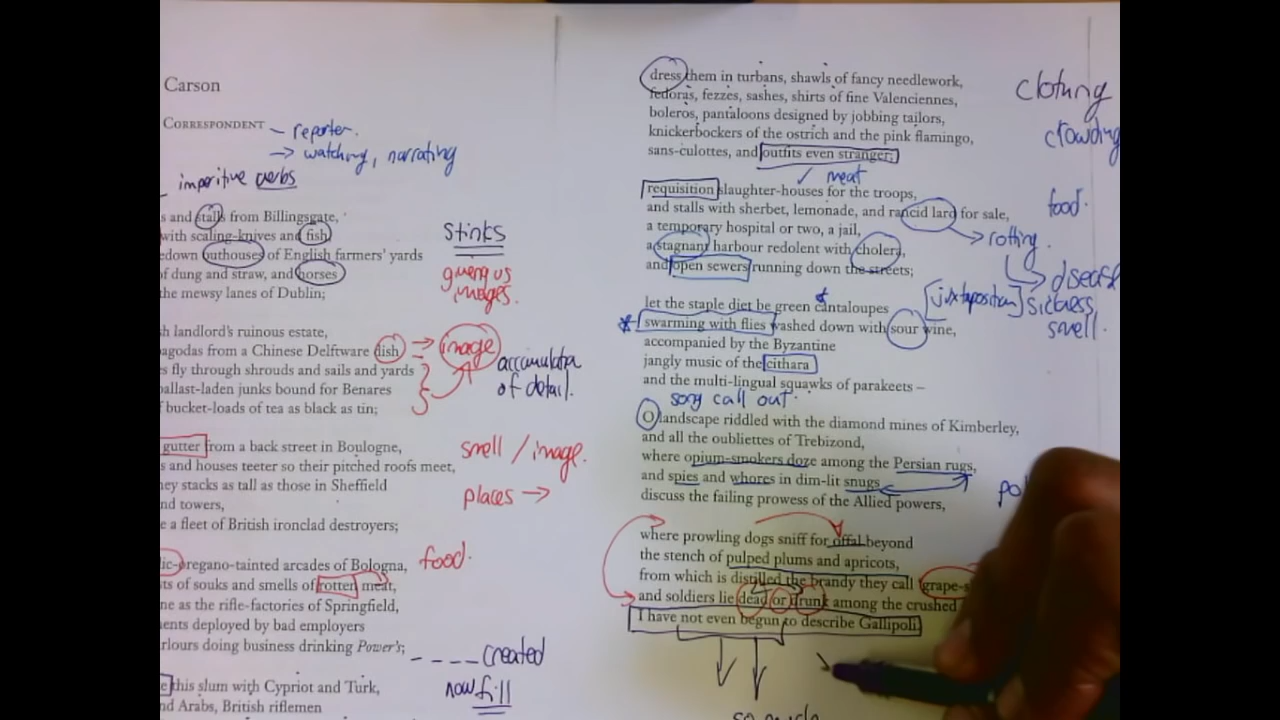 Carson
CORRESPONDENT
– reporter.
→ watching, narrating
imperitive verbs
s and stalls from Billingsgate,
with scaling-knives and fish
edown outhouses of English farmers' yards
f dung and straw, and horses
the mewsy lanes of Dublin;
Stinks
images.
h landlord's ruinous estate,
agodas from a Chinese Delftware dish
s fly through shrouds and sails and yards
allast-laden junks bound for Benares
f bucket-loads of tea as black as tin;
→ image
of detail.
gutter from a back street in Boulogne,
s and houses teeter so their pitched roofs meet,
ey stacks as tall as those in Sheffield
nd towers,
e a fleet of British ironclad destroyers;
smell / image.
places →
ic-oregano-tainted arcades of Bologna,
ts of souks and smells of rotten meat,
ne as the rifle-factories of Springfield,
ents deployed by bad employers
rlours doing business drinking Power's;
food.
– – – – created
now fill
e this slum with Cypriot and Turk,
nd Arabs, British riflemen
dress them in turbans, shawls of fancy needlework,
fedoras, fezzes, sashes, shirts of fine Valenciennes,
boleros, pantaloons designed by jobbing tailors,
knickerbockers of the ostrich and the pink flamingo,
sans-culottes, and outfits even stranger;
clothing
crowding
✓ meat
requisition slaughter-houses for the troops,
and stalls with sherbet, lemonade, and rancid lard for sale,
a temporary hospital or two, a jail,
a stagnant harbour redolent with cholera,
and open sewers running down the streets;
food.
→ rotting.
disease
[juxtaposition] sickness
smell.
let the staple diet be green cantaloupes
swarming with flies washed down with sour wine,
accompanied by the Byzantine
jangly music of the cithara
and the multi-lingual squawks of parakeets –
song call out.
O landscape riddled with the diamond mines of Kimberley,
and all the oubliettes of Trebizond,
where opium-smokers doze among the Persian rugs,
and spies and whores in dim-lit snugs
discuss the failing prowess of the Allied powers,
where prowling dogs sniff for offal beyond
the stench of pulped plums and apricots,
from which is distilled the brandy they call grape-s
and soldiers lie dead or drunk among the crushed
I have not even begun to describe Gallipoli.